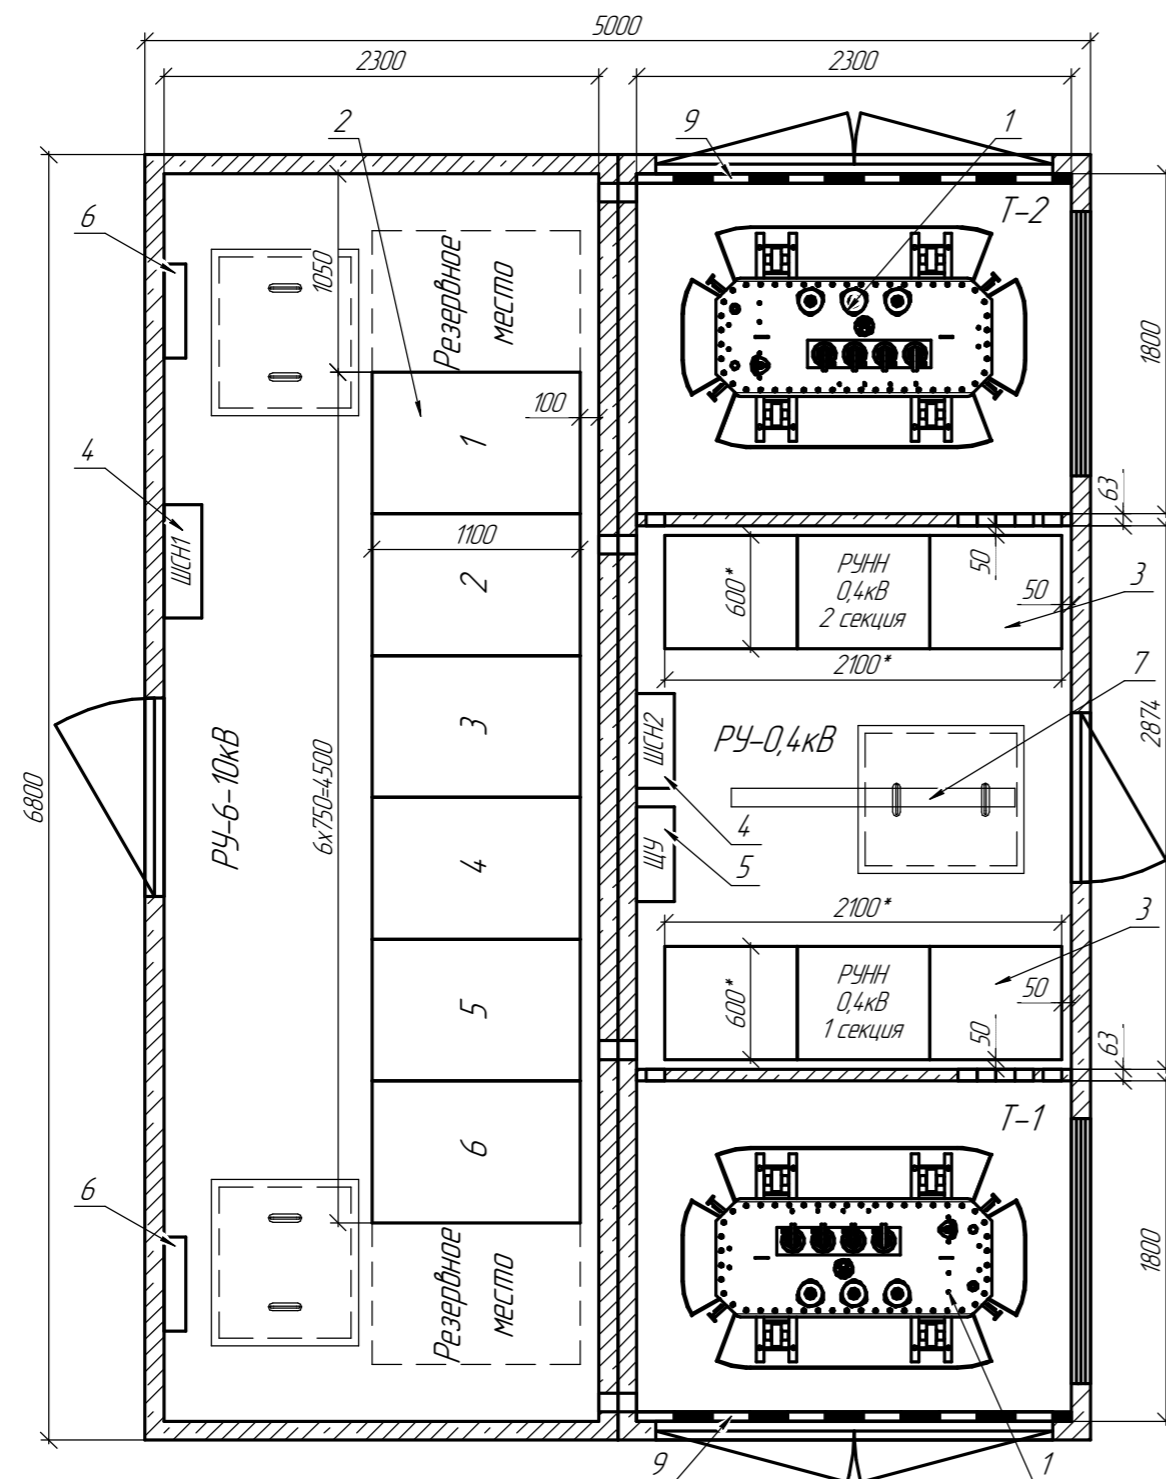 5000
2300
2300
2
9
1
6
1050
Резервное
место
Т-2
1800
1
100
4
ШСН1
63
1100
2
600*
РУНН
0,4кВ
2 секция
50
50
3
2100*
7
3
ШСН2
РУ-0,4кВ
2874
6800
РУ-6-10кВ
6х750=4500
4
ЩУ
4
5
2100*
3
5
600*
РУНН
0,4кВ
1 секция
50
50
63
6
Т-1
6
Резервное
место
1800
9
1